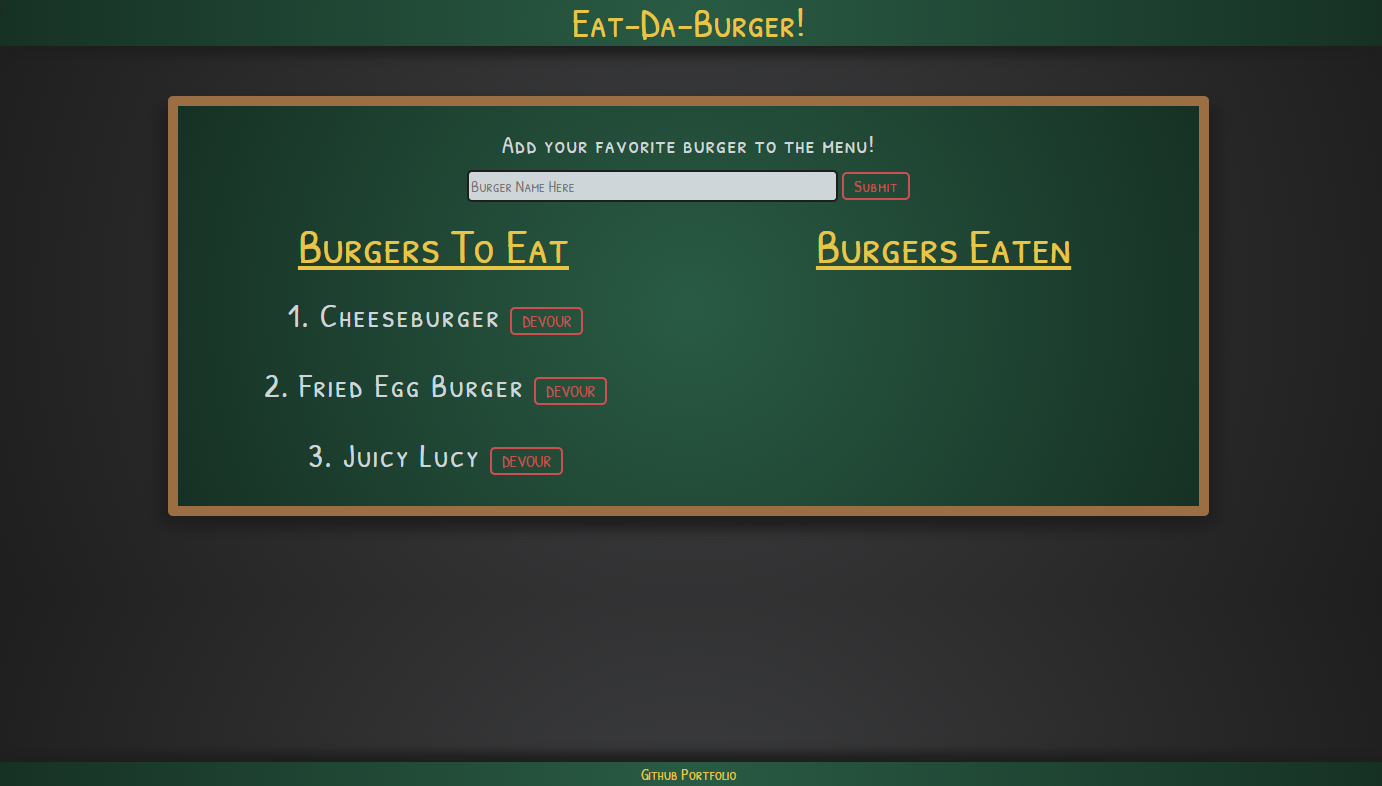 Eat-Da-Burger!
Add your favorite burger to the menu!
Burger Name Here Submit
Burgers To Eat
1. Cheeseburger DEVOUR
2. Fried Egg Burger DEVOUR
3. Juicy Lucy DEVOUR
Burgers Eaten
Github Portfolio